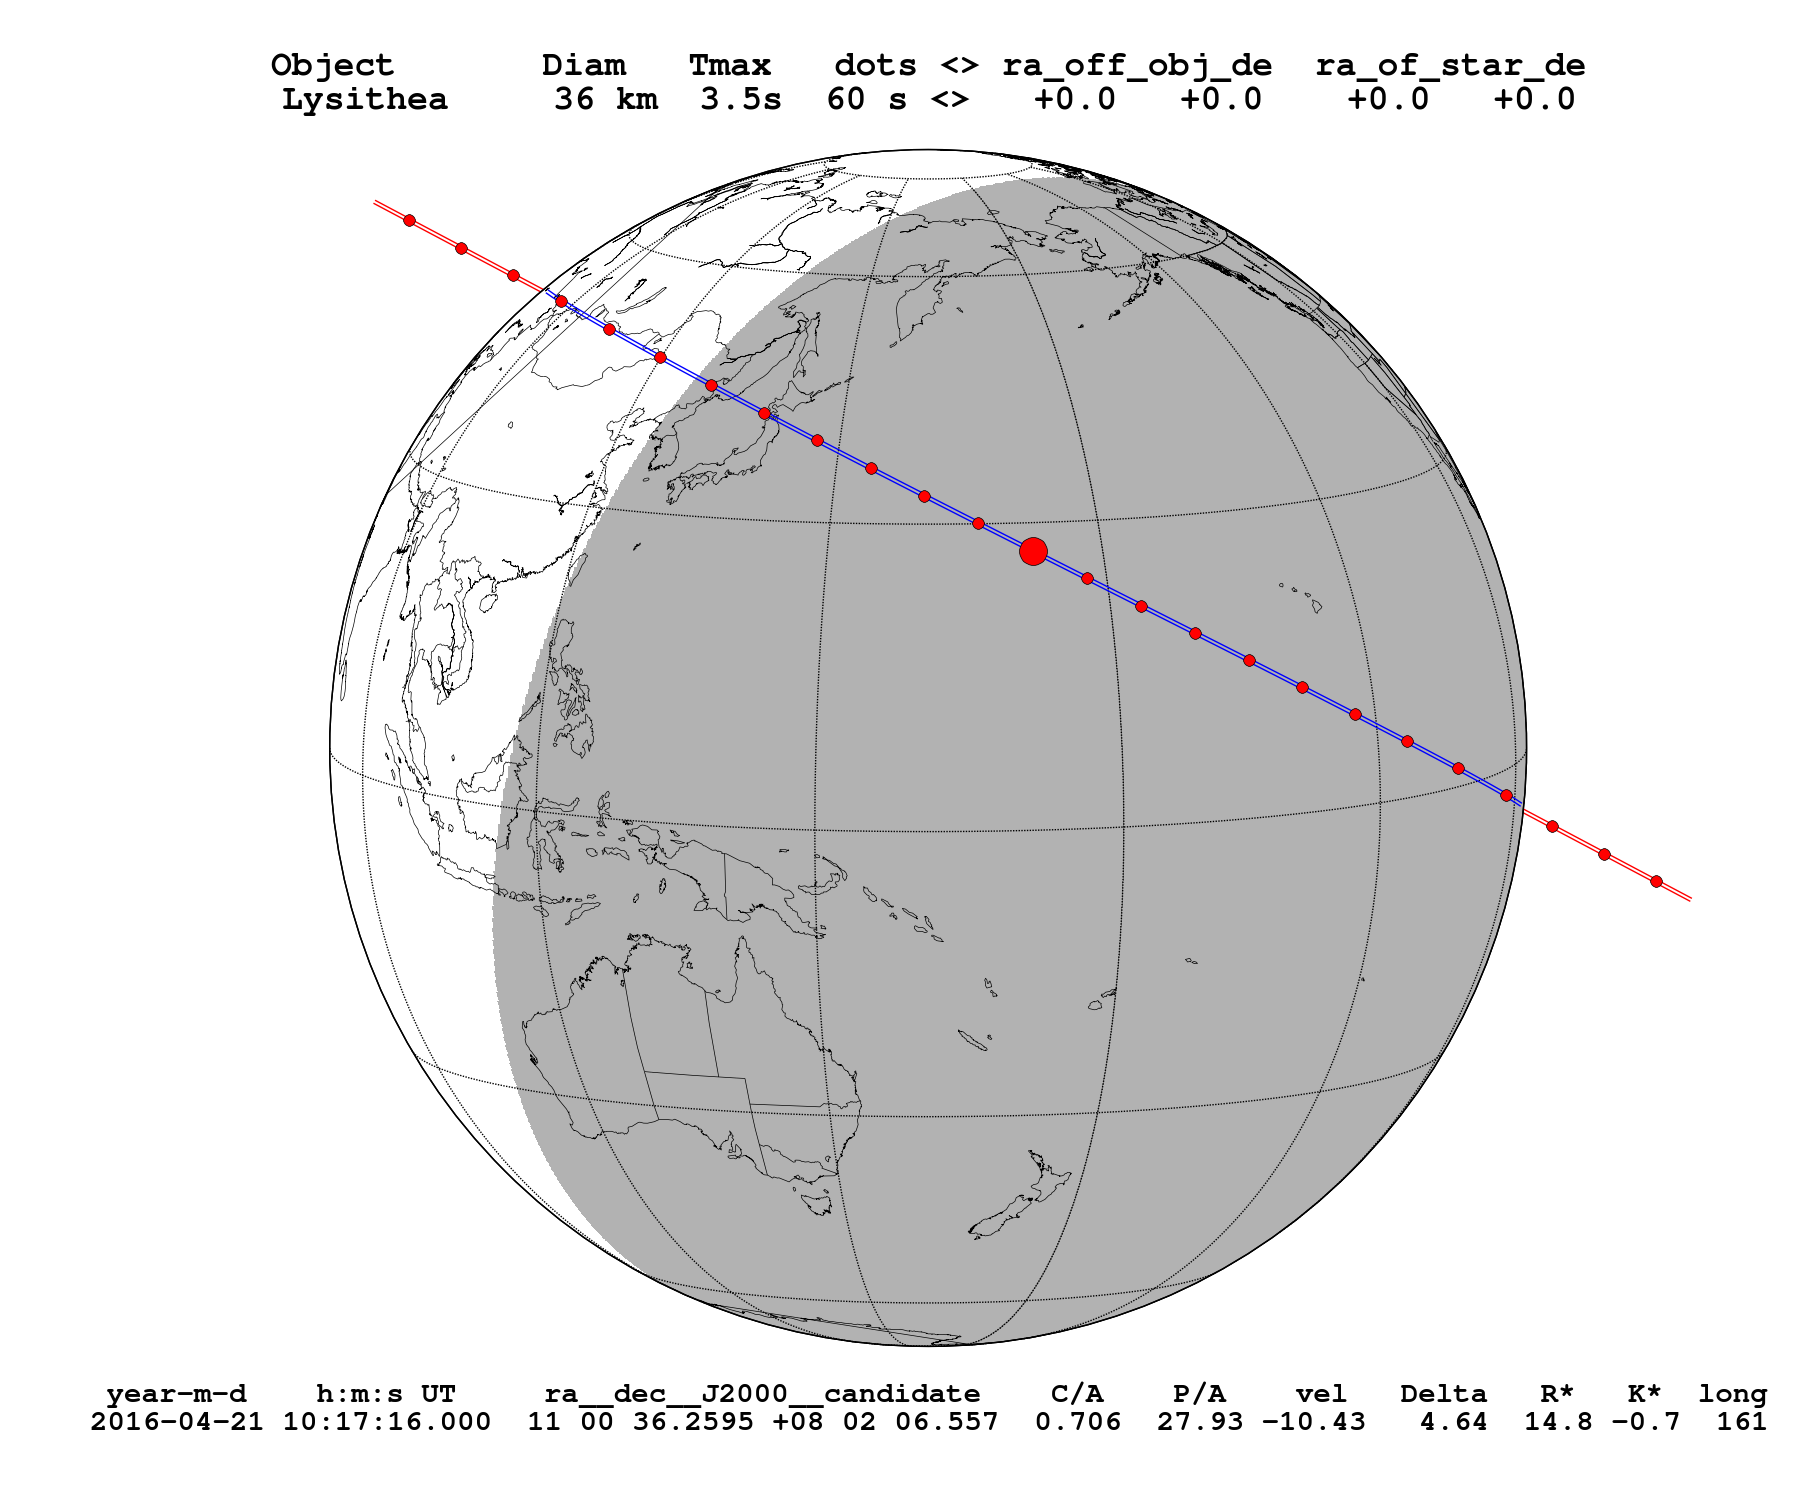 Object Diam Tmax dots <> ra_off_obj_de ra_of_star_de
Lysithea 36 km 3.5s 60 s <> +0.0 +0.0 +0.0 +0.0
year-m-d h:m:s UT ra__dec__J2000__candidate C/A P/A vel Delta R* K* long
2016-04-21 10:17:16.000 11 00 36.2595 +08 02 06.557 0.706 27.93 -10.43 4.64 14.8 -0.7 161